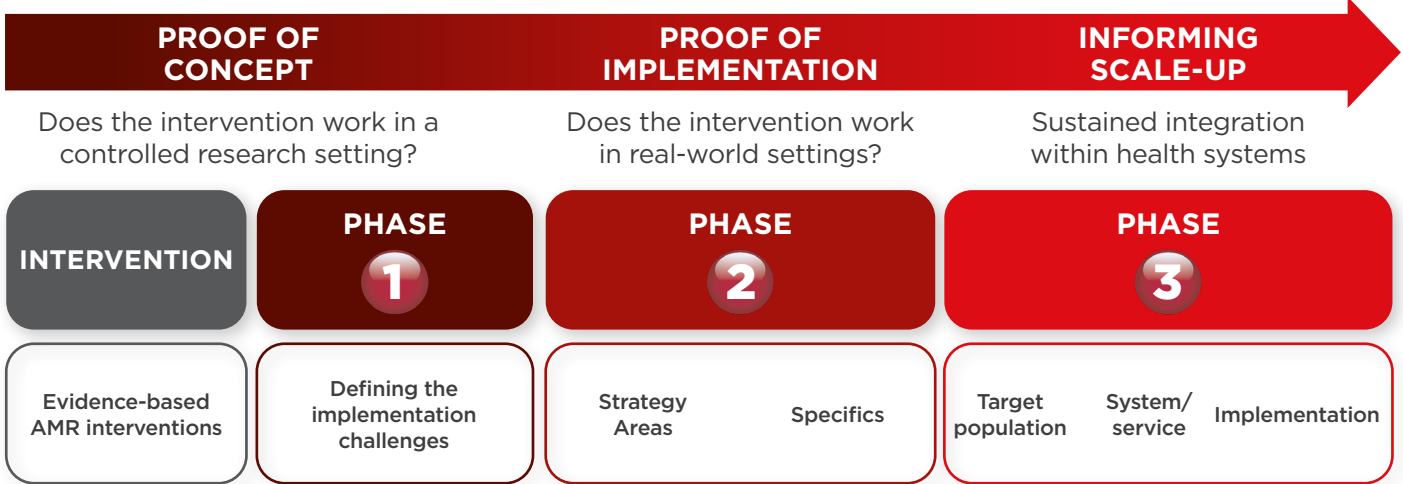 PROOF OF
CONCEPT
PROOF OF
IMPLEMENTATION
INFORMING
SCALE-UP
Does the intervention work in a
controlled research setting?
Does the intervention work
in real-world settings?
Sustained integration
within health systems
INTERVENTION
PHASE
1
PHASE
2
PHASE
3
Evidence-based
AMR interventions
Defining the
implementation
challenges
Strategy
Areas
Specifics
Target
population
System/
service
Implementation